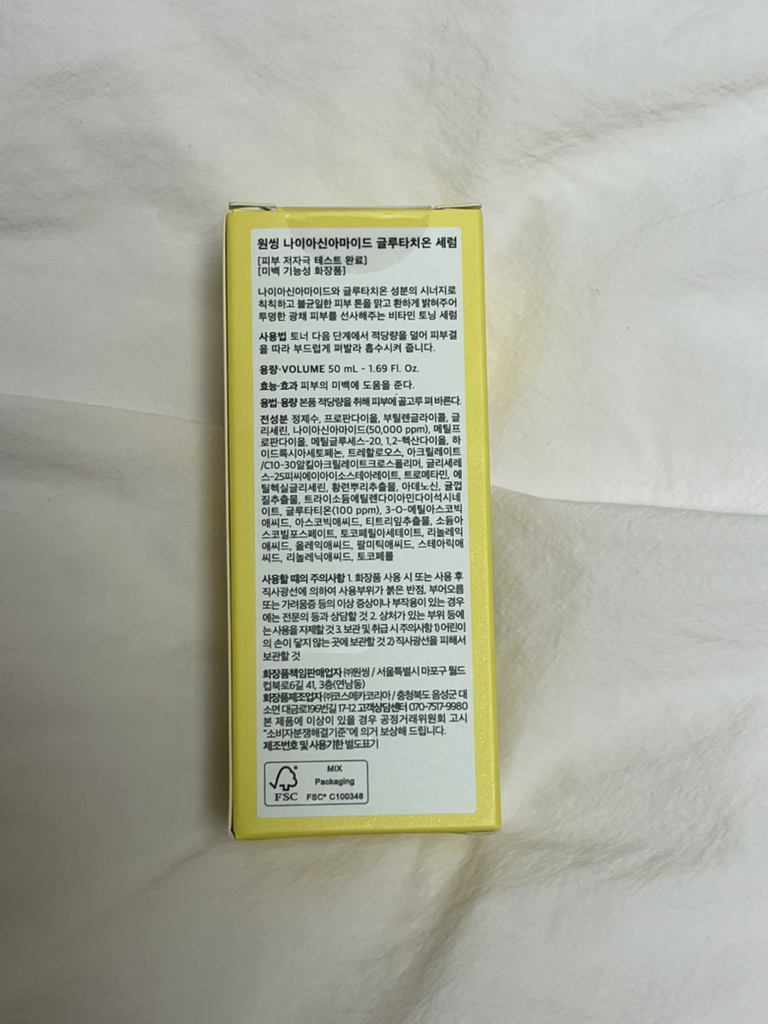 원씽 나이아신아마이드 글루타치온 세럼
[피부 저자극 테스트 완료]
[미백 기능성 화장품]
나이아신아마이드와 글루타치온 성분의 시너지로
칙칙하고 불균일한 피부 톤을 맑고 환하게 밝혀주어
투명한 광채 피부를 선사해주는 비타민 토닝 세럼
사용법 토너 다음 단계에서 적당량을 덜어 피부결
을 따라 부드럽게 펴발라 흡수시켜 줍니다.
용량·VOLUME 50 mL - 1.69 Fl. Oz.
효능·효과 피부의 미백에 도움을 준다.
용법·용량 본품 적당량을 취해 피부에 골고루 펴 바른다.
전성분 정제수, 프로판다이올, 부틸렌글라이콜, 글
리세린, 나이아신아마이드(50,000 ppm), 메틸프
로판다이올, 메틸글루세스-20, 1,2-헥산다이올, 하
이드록시아세토페논, 트레할로오스, 아크릴레이트
/C10-30알킬아크릴레이트크로스폴리머, 글리세레
스-25피씨에이아이소스테아레이트, 트로메타민, 에
틸헥실글리세린, 황련뿌리추출물, 아데노신, 귤껍
질추출물, 트라이소듐에틸렌다이아민다이석시네
이트, 글루타티온(100 ppm), 3-O-에틸아스코빅
애씨드, 아스코빅애씨드, 티트리잎추출물, 소듐아
스코빌포스페이트, 토코페릴아세테이트, 리놀레익
애씨드, 올레익애씨드, 팔미틱애씨드, 스테아릭애
씨드, 리놀레닉애씨드, 토코페롤
사용할 때의 주의사항 1. 화장품 사용 시 또는 사용 후
직사광선에 의하여 사용부위가 붉은 반점, 부어오름
또는 가려움증 등의 이상 증상이나 부작용이 있는 경우
에는 전문의 등과 상담할 것 2. 상처가 있는 부위 등에
는 사용을 자제할 것 3. 보관 및 취급 시 주의사항 1) 어린이
의 손이 닿지 않는 곳에 보관할 것 2) 직사광선을 피해서
보관할 것
화장품책임판매업자 ㈜원씽 / 서울특별시 마포구 월드
컵북로6길 41, 3층(연남동)
화장품제조업자 ㈜코스메카코리아 / 충청북도 음성군 대
소면 대금로196번길 17-12 고객상담센터 070-7517-9980
본 제품에 이상이 있을 경우 공정거래위원회 고시
"소비자분쟁해결기준"에 의거 보상해 드립니다.
제조번호 및 사용기한 별도표기
FSC
MIX
Packaging
FSC® C100348